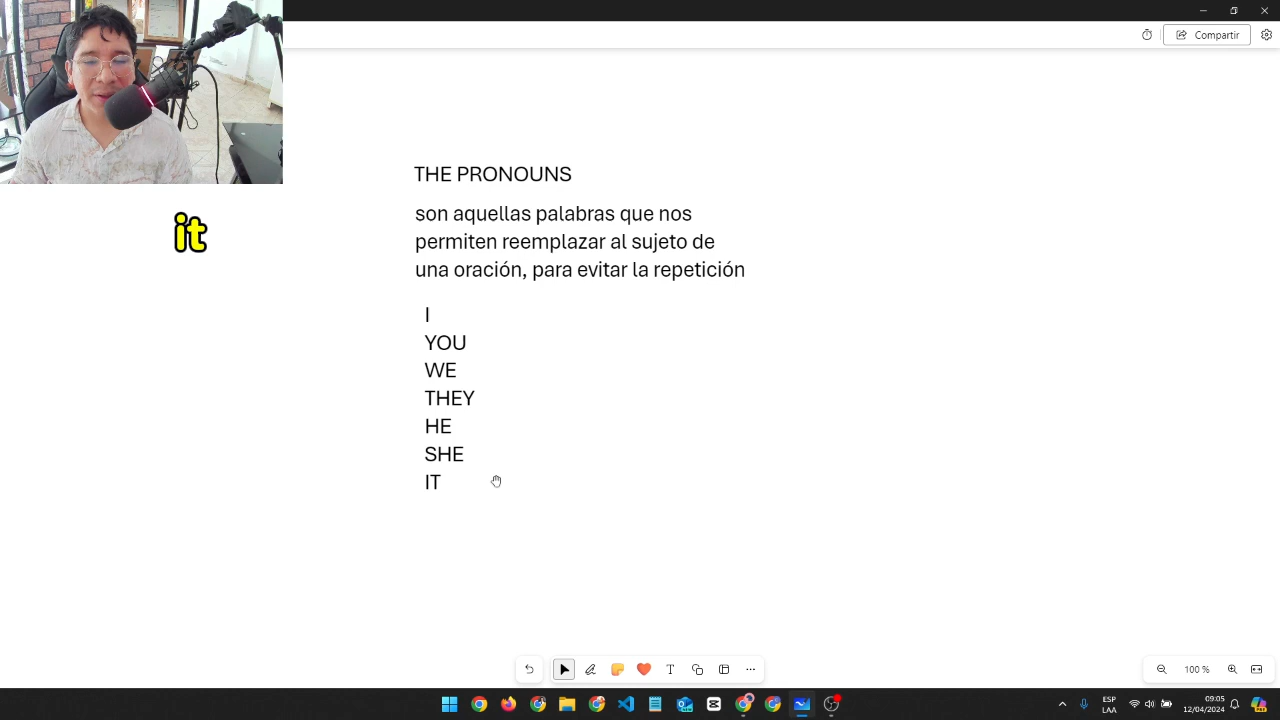 Compartir
THE PRONOUNS
son aquellas palabras que nos
permiten reemplazar al sujeto de
una oración, para evitar la repetición
it
I
YOU
WE
THEY
HE
SHE
IT
100 %
ESP
LAA
09:05
12/04/2024